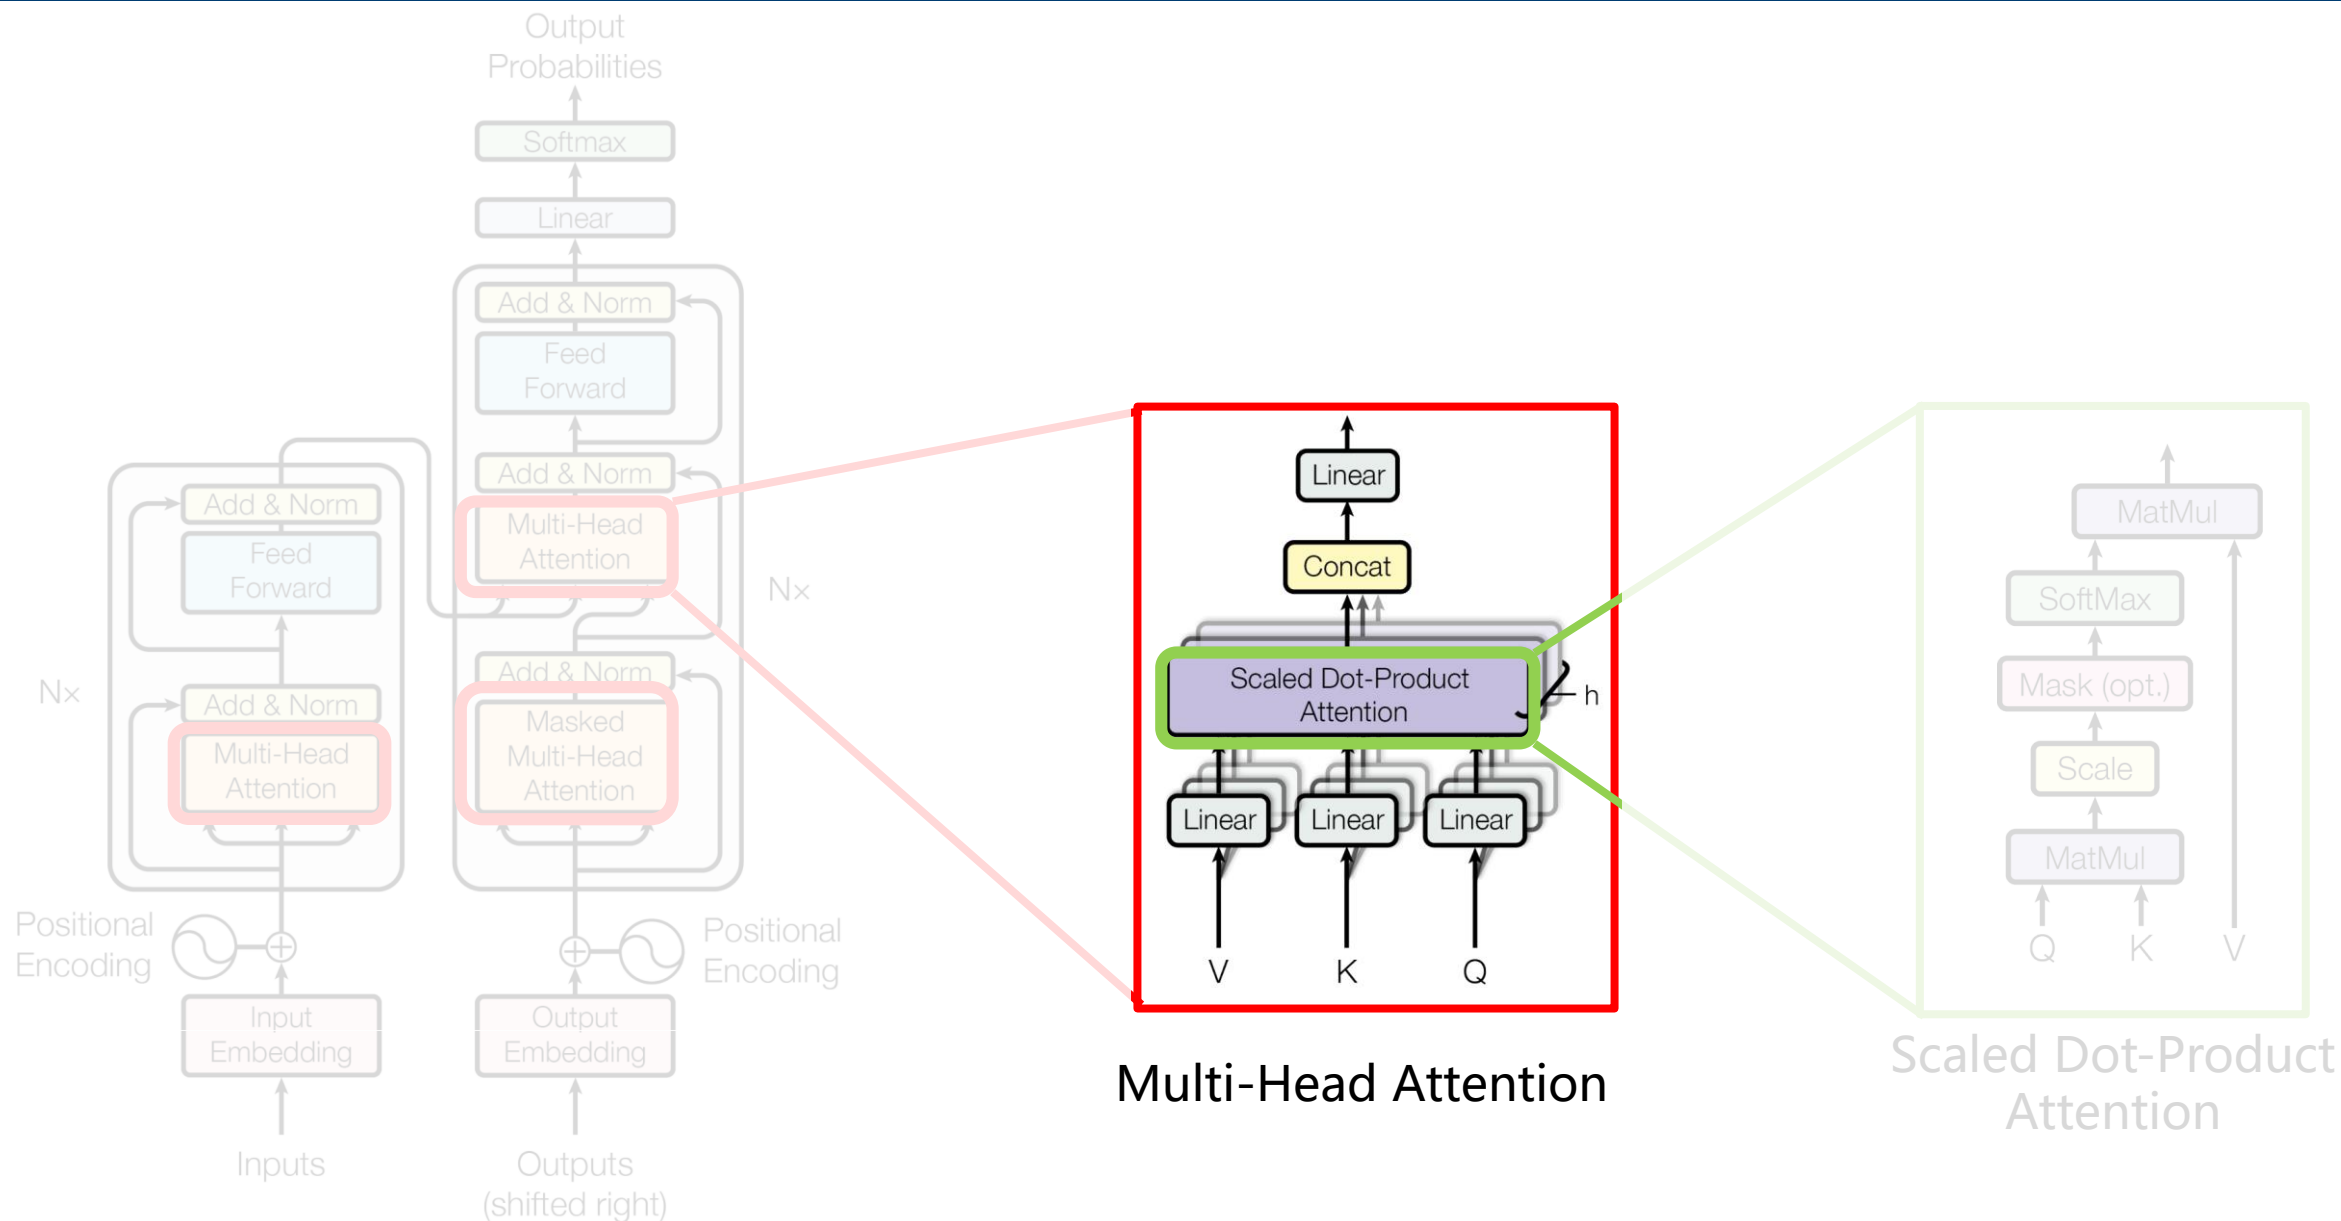 Output
Probabilities
Softmax
Linear
Add & Norm
Feed
Forward
Add & Norm
Multi-Head
Attention
Nx
Add & Norm
Masked
Multi-Head
Attention
Positional
Encoding
Output
Embedding
Outputs
(shifted right)
Add & Norm
Feed
Forward
Nx
Add & Norm
Multi-Head
Attention
Positional
Encoding
Input
Embedding
Inputs
Linear
Concat
Scaled Dot-Product
Attention
h
Linear Linear Linear
V K Q
Multi-Head Attention
MatMul
SoftMax
Mask (opt.)
Scale
MatMul
Q K V
Scaled Dot-Product
Attention